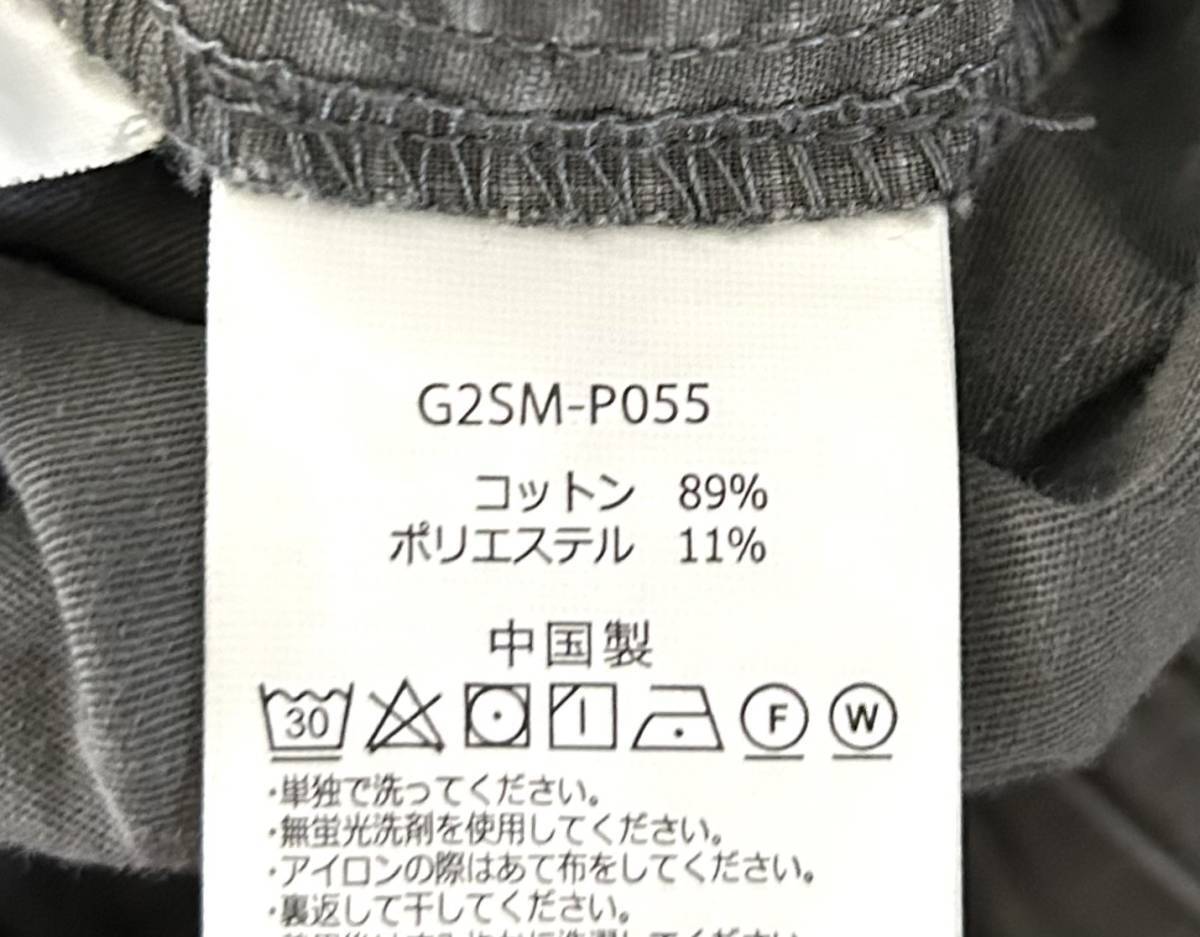 G2SM-P055
コットン 89%
ポリエステル 11%
中国製
30 F W
・単独で洗ってください。
・無蛍光洗剤を使用してください。
・アイロンの際はあて布をしてください。
・裏返して干してください。